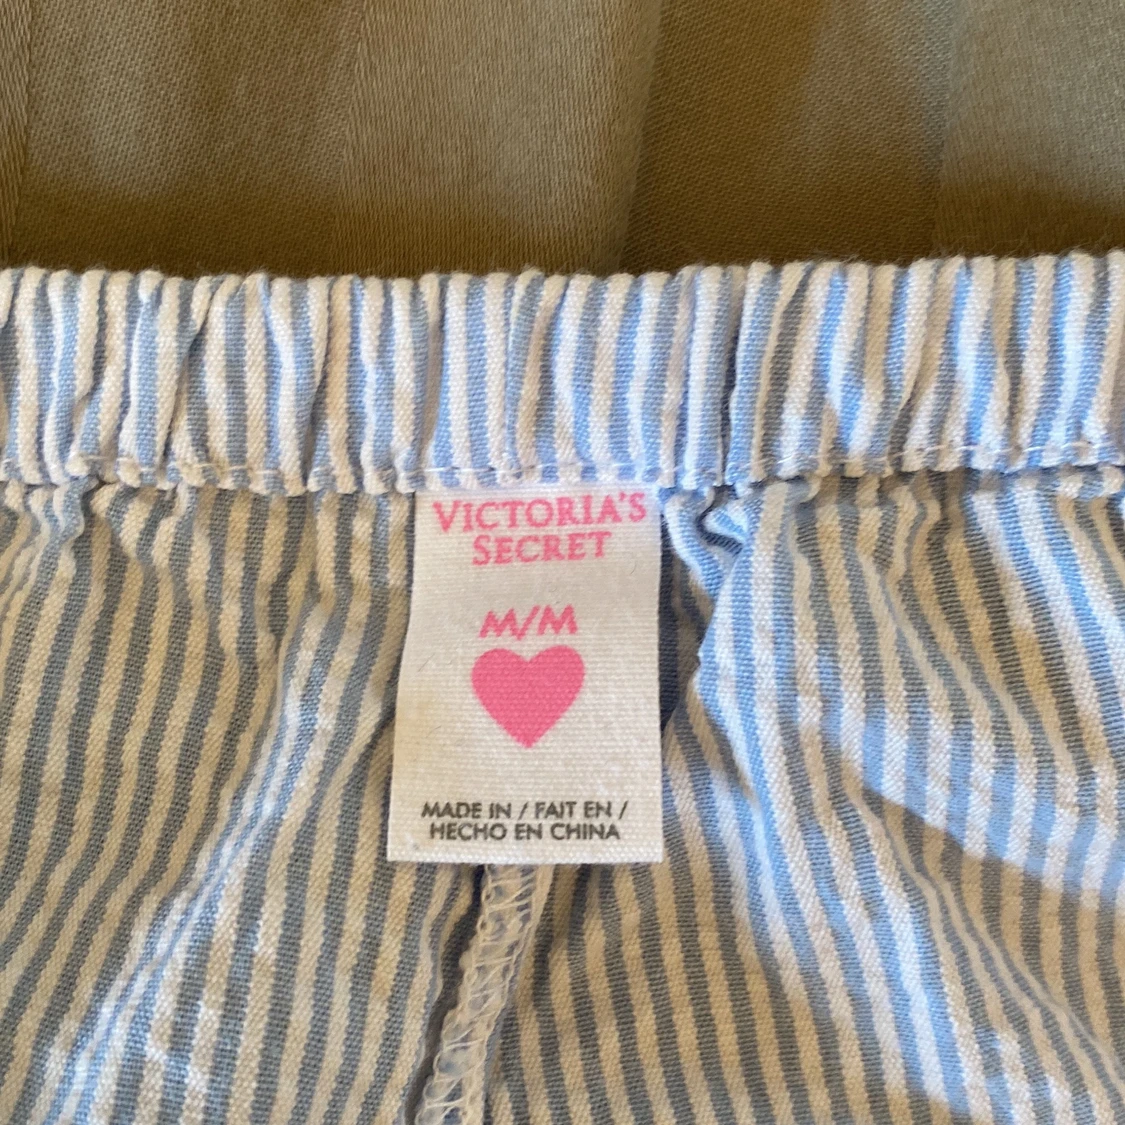 VICTORIA'S
SECRET
M/M
MADE IN / FAIT EN /
HECHO EN CHINA